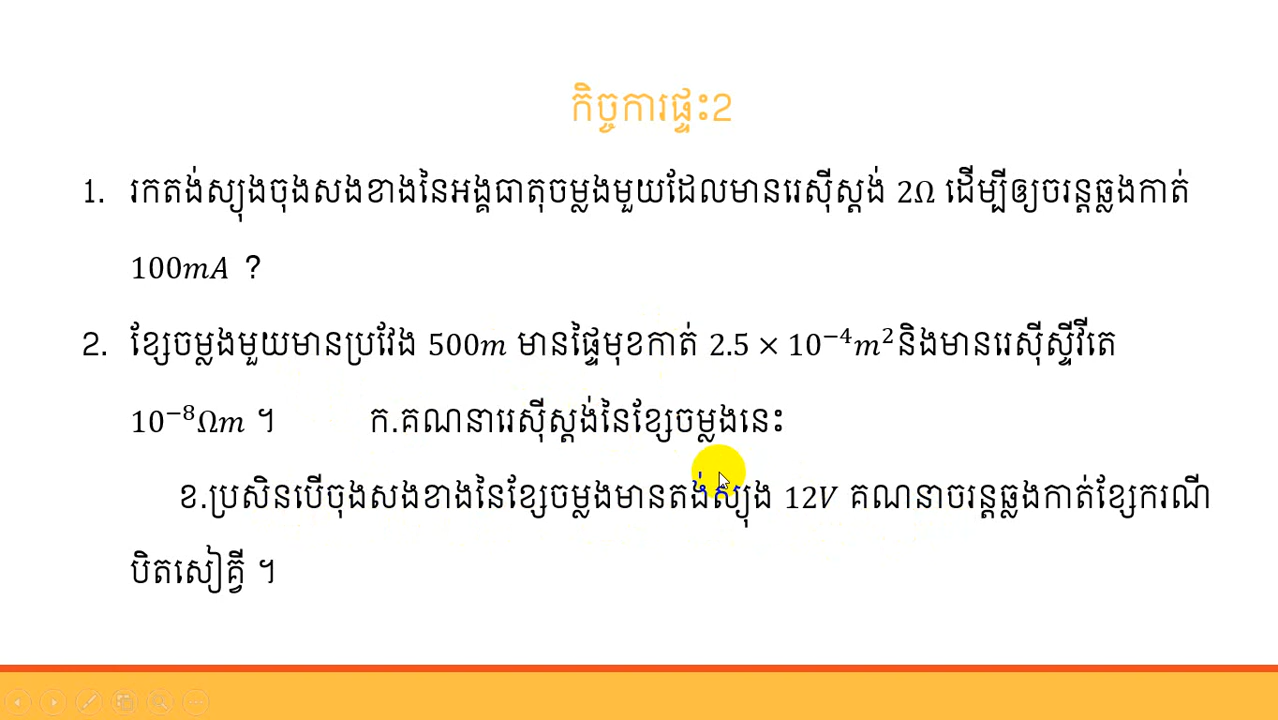 កិច្ចការផ្ទះ2
1. រកតង់ស្យុងចុងសងខាងនៃអង្គធាតុចម្លងមួយដែលមានរេស៊ីស្តង់ 2Ω ដើម្បីឲ្យចរន្តឆ្លងកាត់
100mA ?
2. ខ្សែចម្លងមួយមានប្រវែង 500m មានផ្ទៃមុខកាត់ 2.5 × 10⁻⁴m² និងមានរេស៊ីស្ទីវីតេ
10⁻⁸Ωm ។ ក.គណនារេស៊ីស្តង់នៃខ្សែចម្លងនេះ
ខ.ប្រសិនបើចុងសងខាងនៃខ្សែចម្លងមានតង់ស្យុង 12V គណនាចរន្តឆ្លងកាត់ខ្សែករណី
បិតសៀគ្វី ។